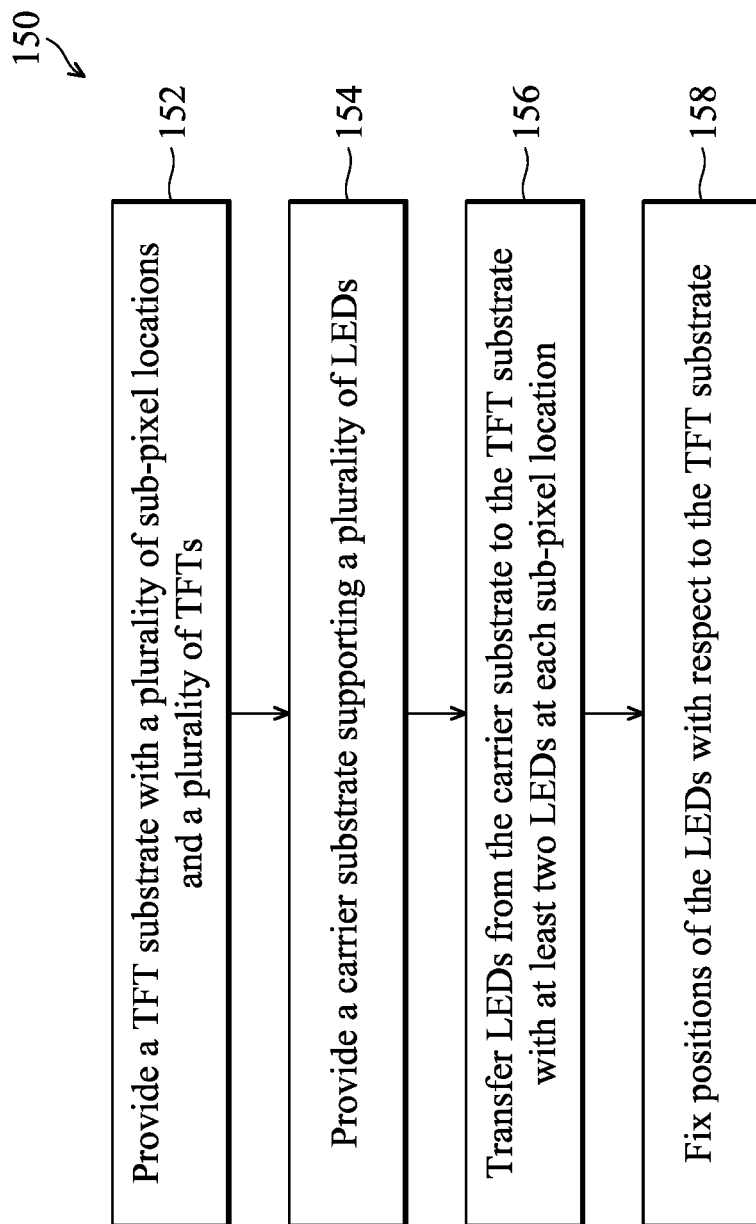 150
Provide a TFT substrate with a plurality of sub-pixel locations
and a plurality of TFTs
152
Provide a carrier substrate supporting a plurality of LEDs
154
Transfer LEDs from the carrier substrate to the TFT substrate
with at least two LEDs at each sub-pixel location
156
Fix positions of the LEDs with respect to the TFT substrate
158